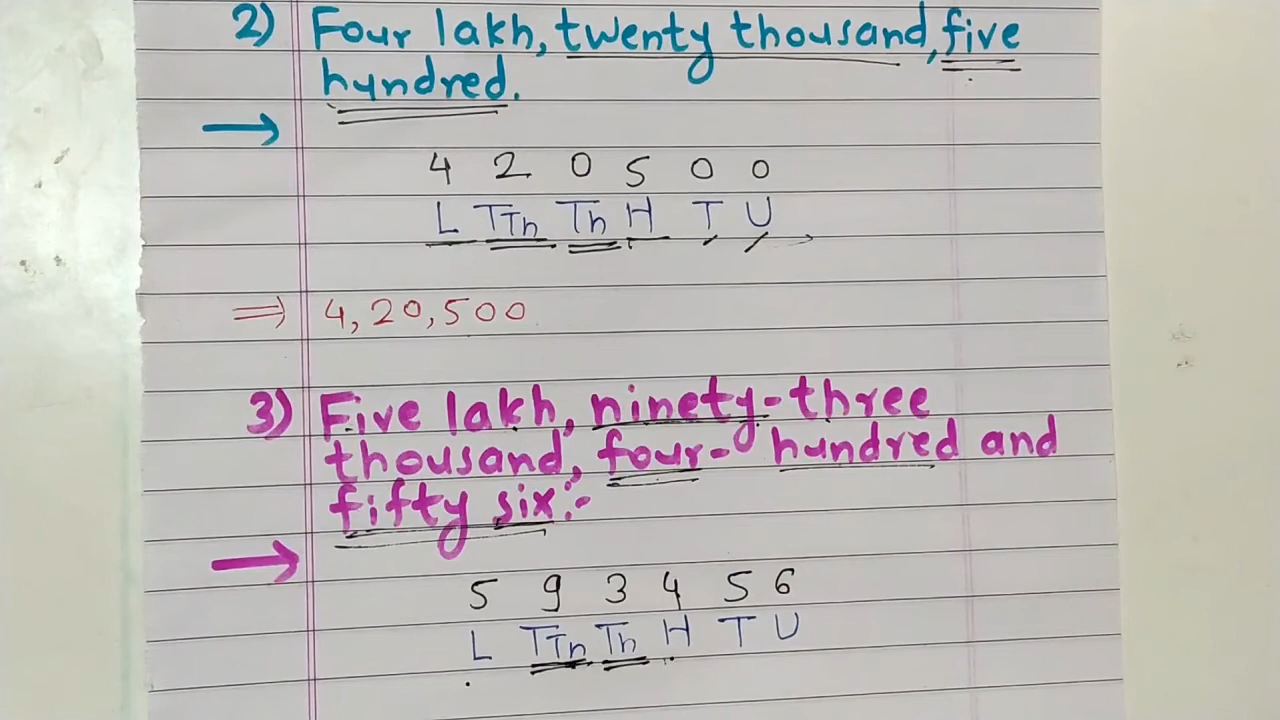 2) Four lakh, twenty thousand, five
hundred.
→
4 2 0 5 0 0
L TTh Th H T U
⇒ 4,20,500
3) Five lakh, ninety-three
thousand, four- hundred and
fifty six:-
→
5 9 3 4 5 6
L TTh Th H T U